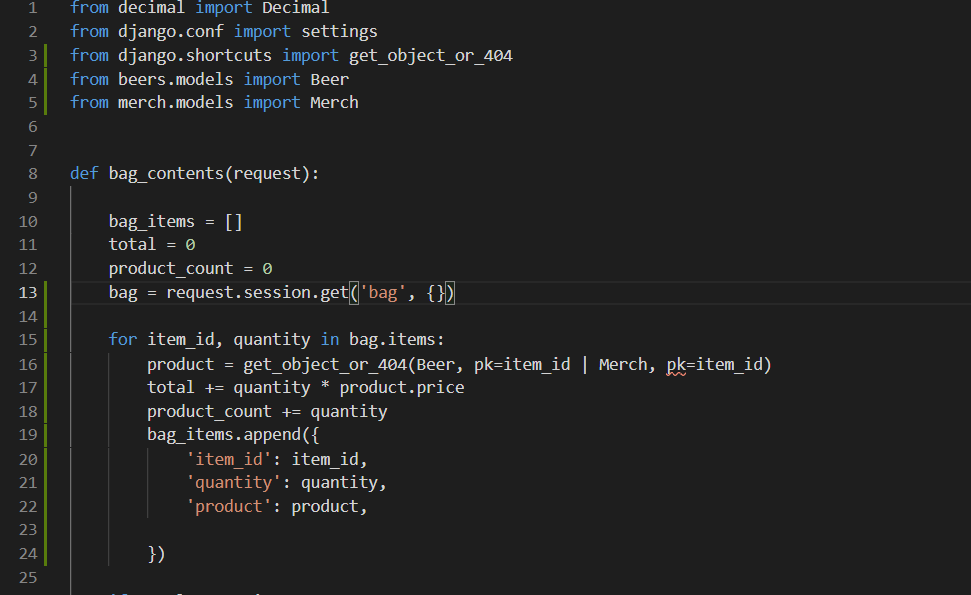 1 from decimal import Decimal
2 from django.conf import settings
3 from django.shortcuts import get_object_or_404
4 from beers.models import Beer
5 from merch.models import Merch
6
7
8 def bag_contents(request):
9
10     bag_items = []
11     total = 0
12     product_count = 0
13     bag = request.session.get('bag', {})
14
15     for item_id, quantity in bag.items:
16         product = get_object_or_404(Beer, pk=item_id | Merch, pk=item_id)
17         total += quantity * product.price
18         product_count += quantity
19         bag_items.append({
20             'item_id': item_id,
21             'quantity': quantity,
22             'product': product,
23
24         })
25